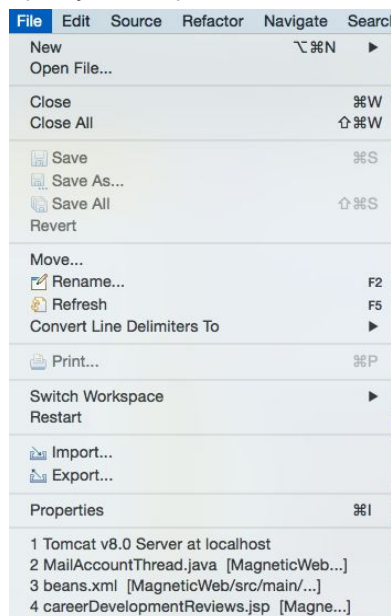 File Edit Source Refactor Navigate Search
New ⌥⌘N ▶
Open File...
Close ⌘W
Close All ⇧⌘W
Save ⌘S
Save As...
Save All ⇧⌘S
Revert
Move...
Rename... F2
Refresh F5
Convert Line Delimiters To ▶
Print... ⌘P
Switch Workspace ▶
Restart
Import...
Export...
Properties ⌘I
1 Tomcat v8.0 Server at localhost
2 MailAccountThread.java [MagneticWeb...]
3 beans.xml [MagneticWeb/src/main/...]
4 careerDevelopmentReviews.jsp [Magne...]